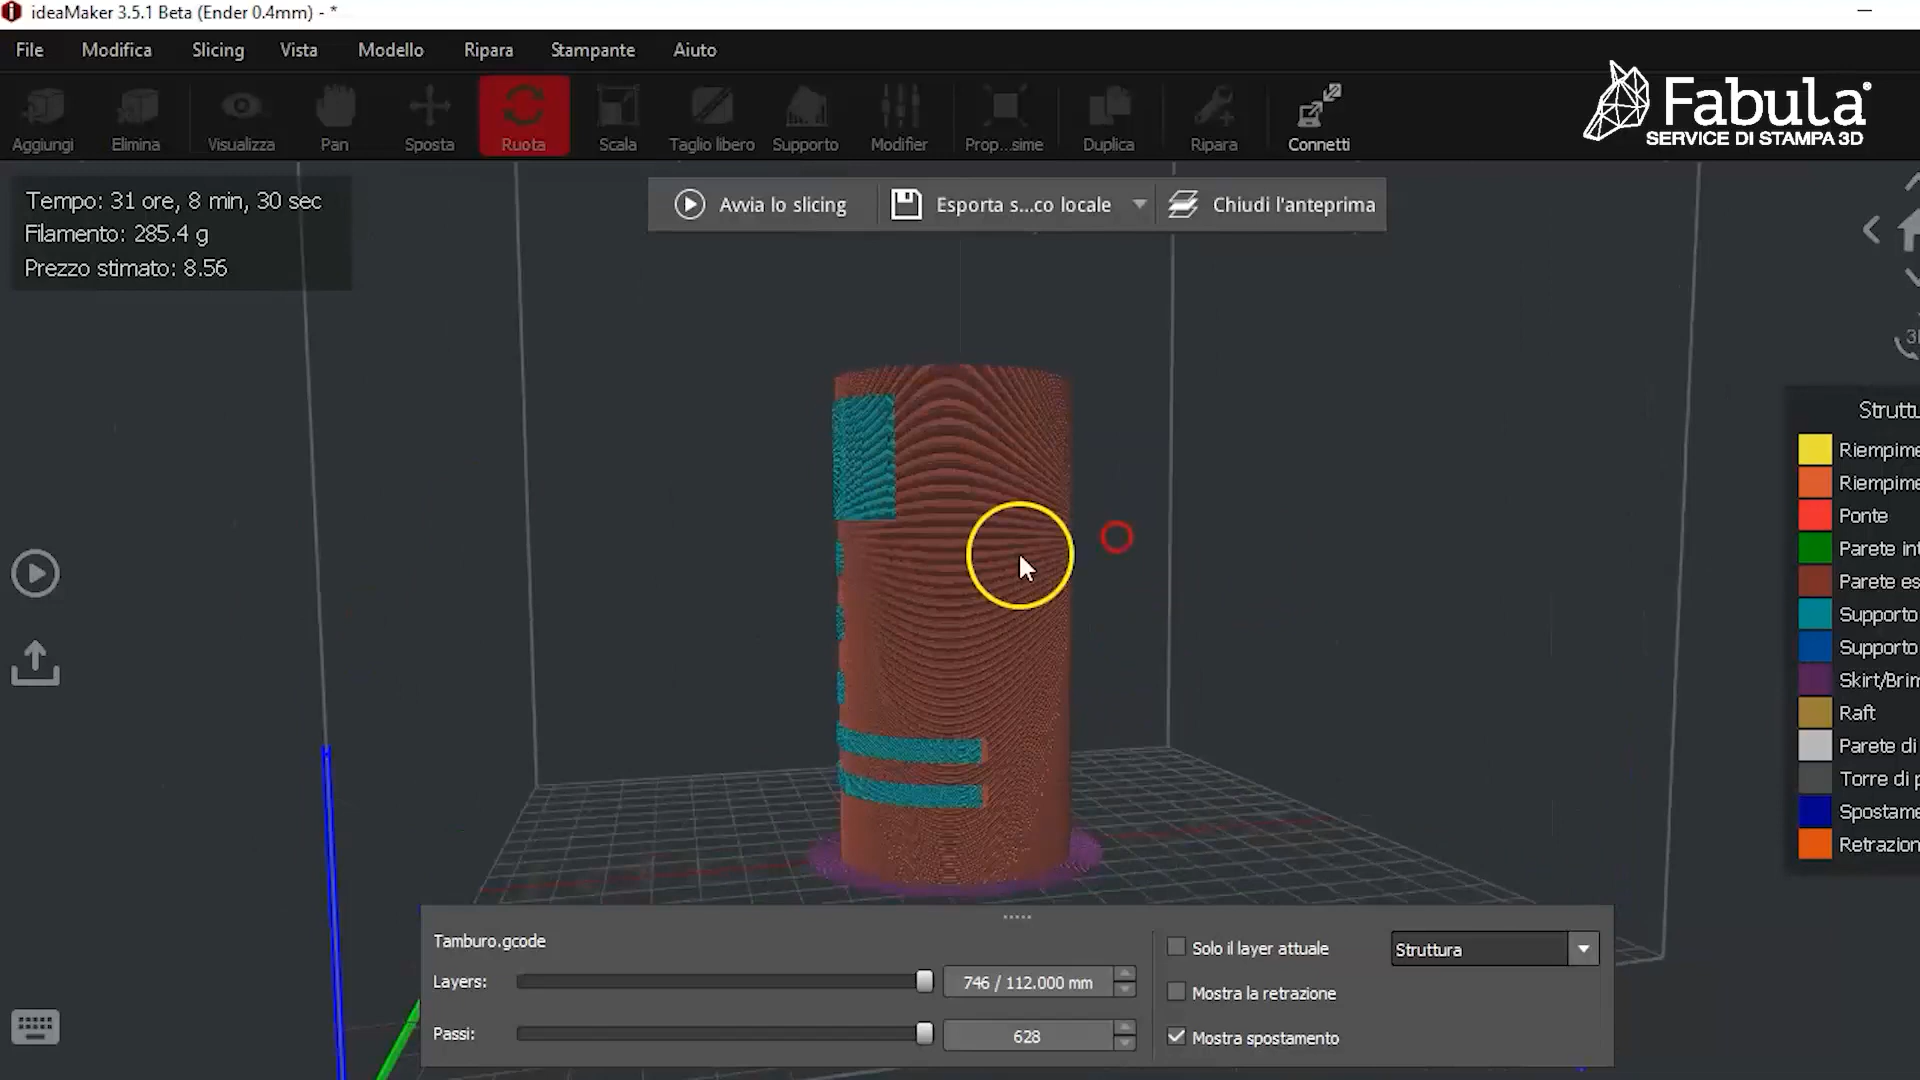 ideaMaker 3.5.1 Beta (Ender 0.4mm) - *
File Modifica Slicing Vista Modello Ripara Stampante Aiuto
Fabula
SERVICE DI STAMPA 3D
Aggiungi Elimina Visualizza Pan Sposta Ruota Scala Taglio libero Supporto Modifier Prop...sime Duplica Ripara Connetti
Tempo: 31 ore, 8 min, 30 sec
Filamento: 285.4 g
Prezzo stimato: 8.56
Avvia lo slicing Esporta s...co locale Chiudi l'anteprima
Struttu
Riempime
Riempime
Ponte
Parete int
Parete es
Supporto
Supporto
Skirt/Brim
Raft
Parete di
Torre di p
Spostame
Retrazion
Tamburo.gcode
Layers: 746 / 112.000 mm
Passi: 628
Solo il layer attuale
Mostra la retrazione
Mostra spostamento
Struttura